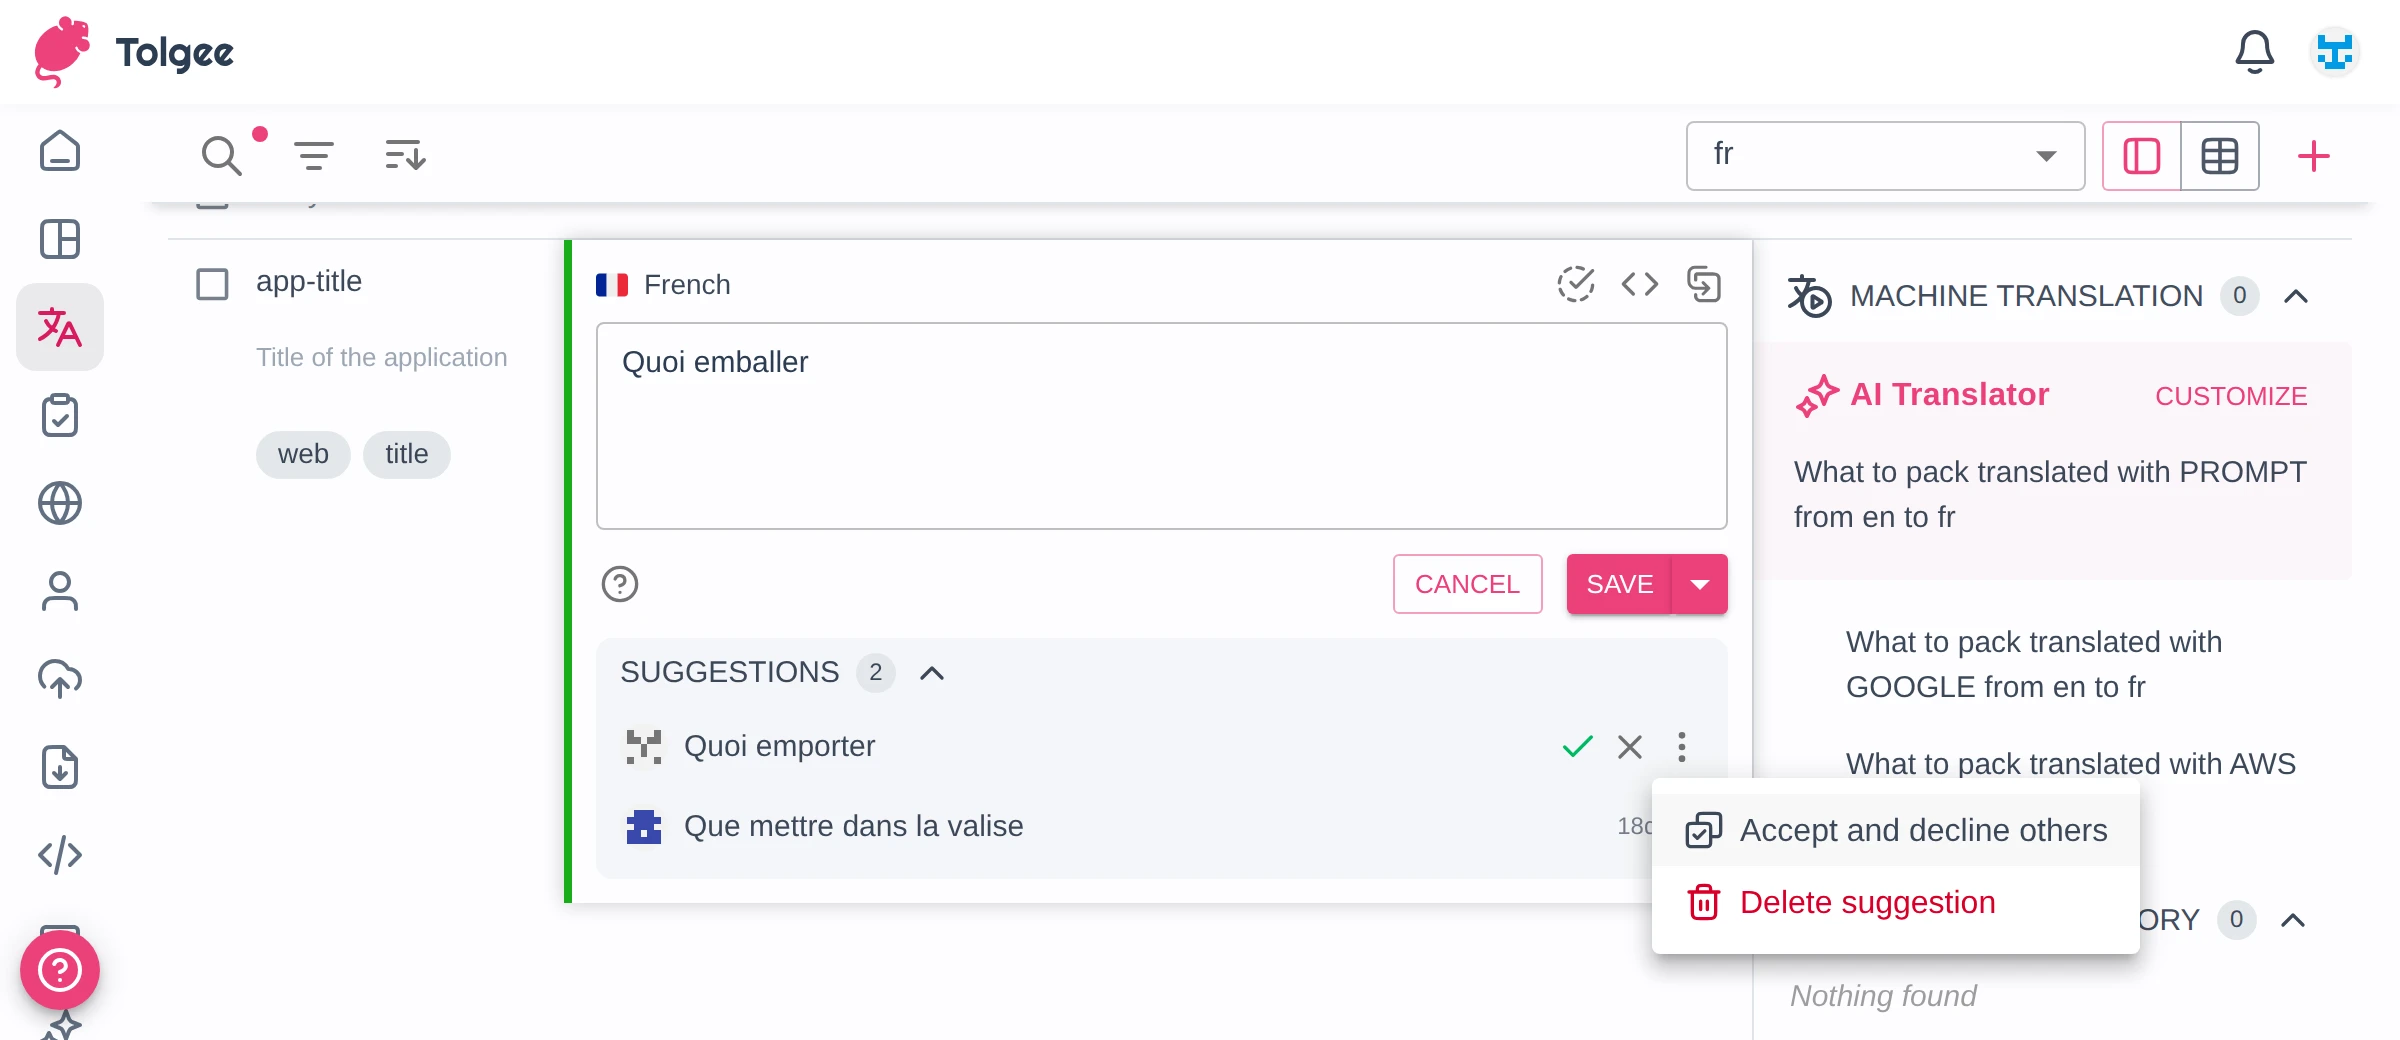 Tolgee
fr
app-title
Title of the application
web
title
French
Quoi emballer
CANCEL
SAVE
SUGGESTIONS 2
Quoi emporter
Que mettre dans la valise
Accept and decline others
Delete suggestion
MACHINE TRANSLATION 0
AI Translator
CUSTOMIZE
What to pack translated with PROMPT
from en to fr
What to pack translated with
GOOGLE from en to fr
What to pack translated with AWS
ORY 0
Nothing found